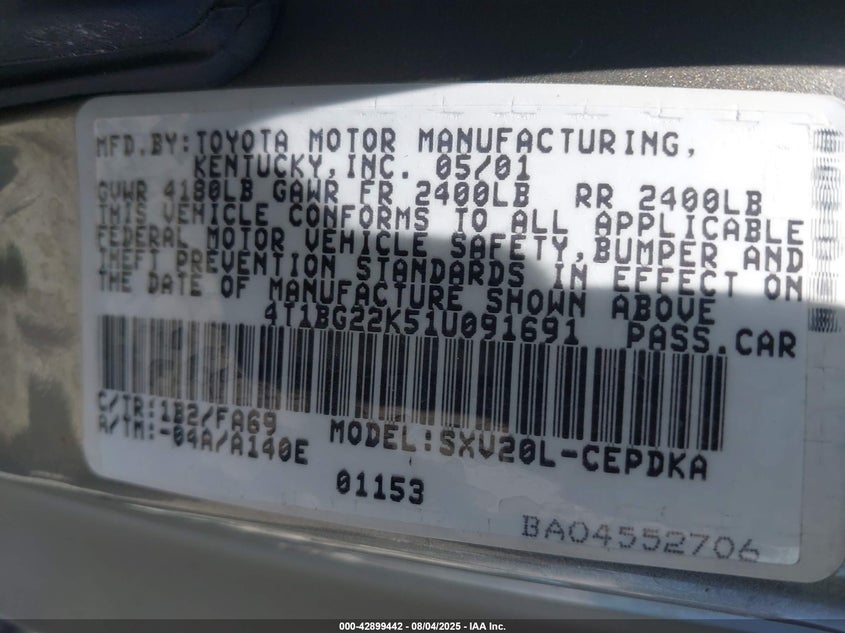 MFD.BY:TOYOTA MOTOR MANUFACTURING,
KENTUCKY,INC. 05/01
GVWR 4180LB GAWR FR 2400LB RR 2400LB
THIS VEHICLE CONFORMS TO ALL APPLICABLE
FEDERAL MOTOR VEHICLE SAFETY,BUMPER AND
THEFT PREVENTION STANDARDS IN EFFECT ON
THE DATE OF MANUFACTURE SHOWN ABOVE
4T1BG22K51U091691 PASS.CAR
C/TR:1B2/FA69
A/TM:-04A/A140E
MODEL:SXV20L-CEPDKA
01153
BA04552706
000-42899442 - 08/04/2025 - IAA Inc.